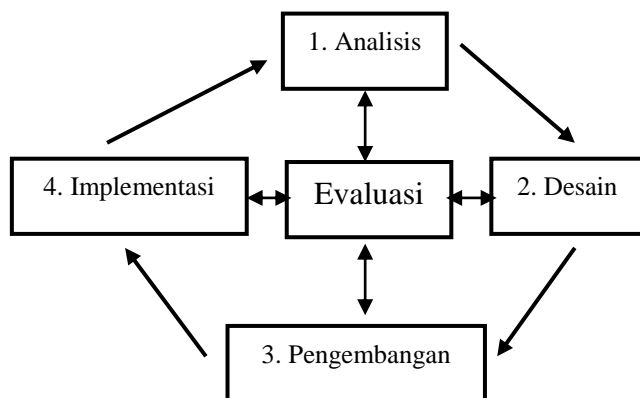 1. Analisis
4. Implementasi
Evaluasi
2. Desain
3. Pengembangan